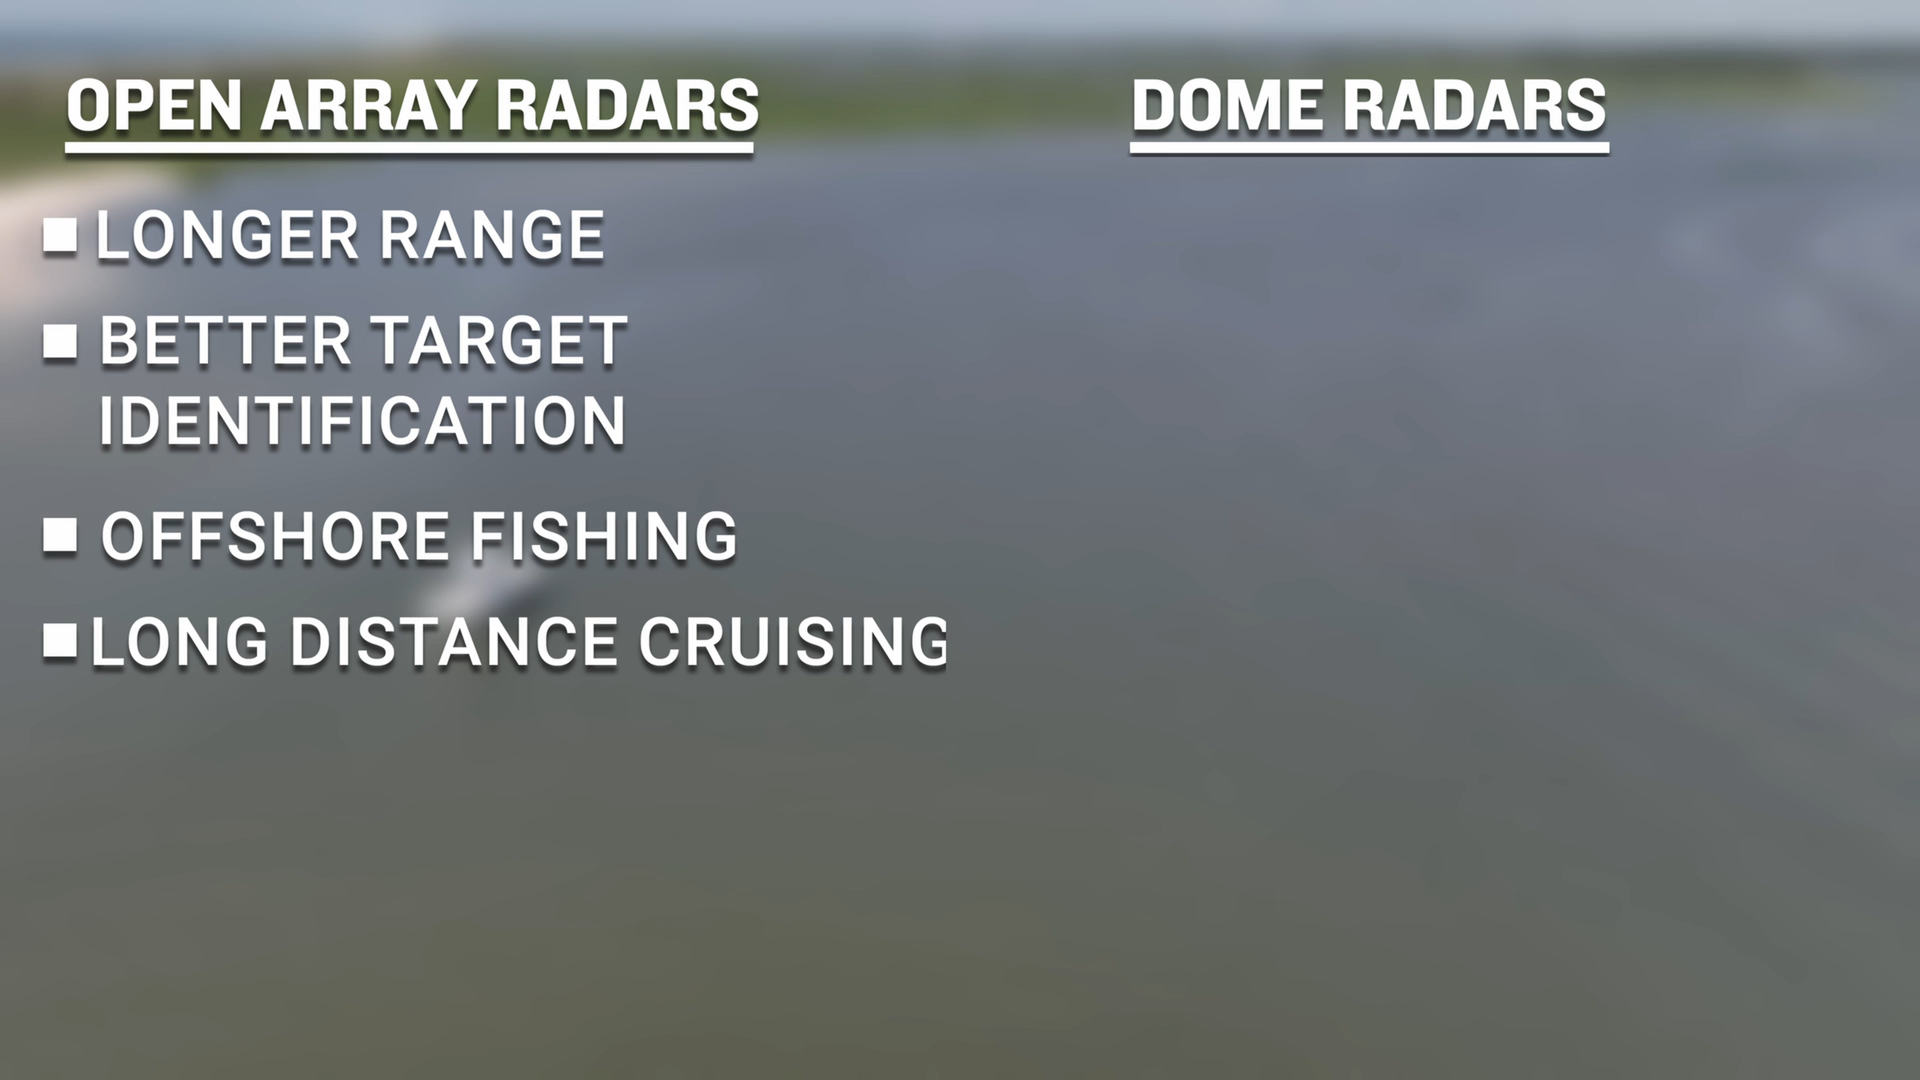 OPEN ARRAY RADARS
DOME RADARS
LONGER RANGE
BETTER TARGET
IDENTIFICATION
OFFSHORE FISHING
LONG DISTANCE CRUISING